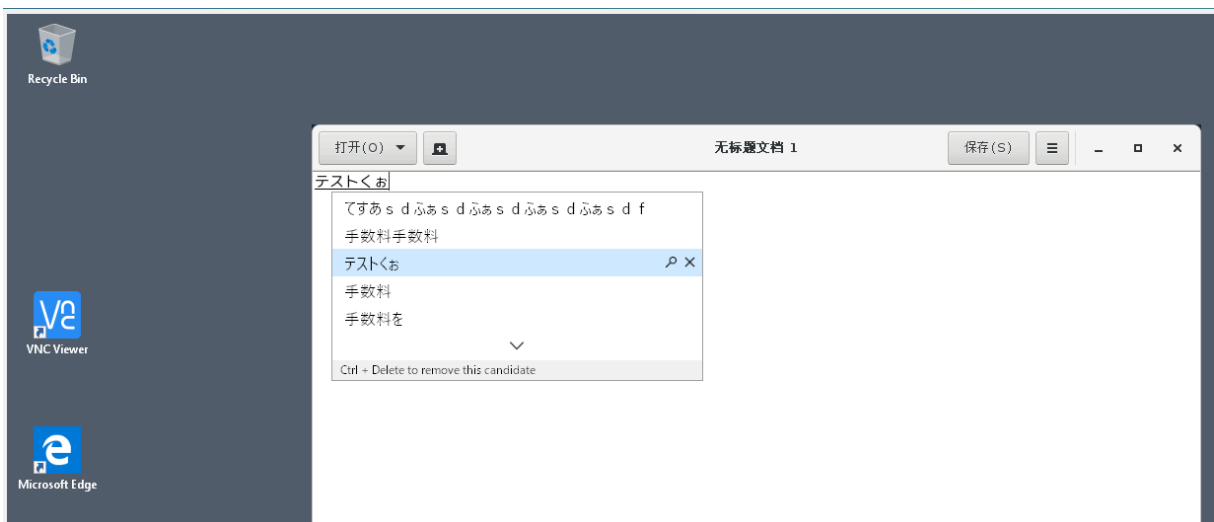 Recycle Bin
打开(O)
无标题文档 1
保存(S)
テストくぉ
てすあｓｄふぁｓｄふぁｓｄふぁｓｄふぁｓｄｆ
手数料手数料
テストくぉ
手数料
手数料を
Ctrl + Delete to remove this candidate
VNC Viewer
Microsoft Edge